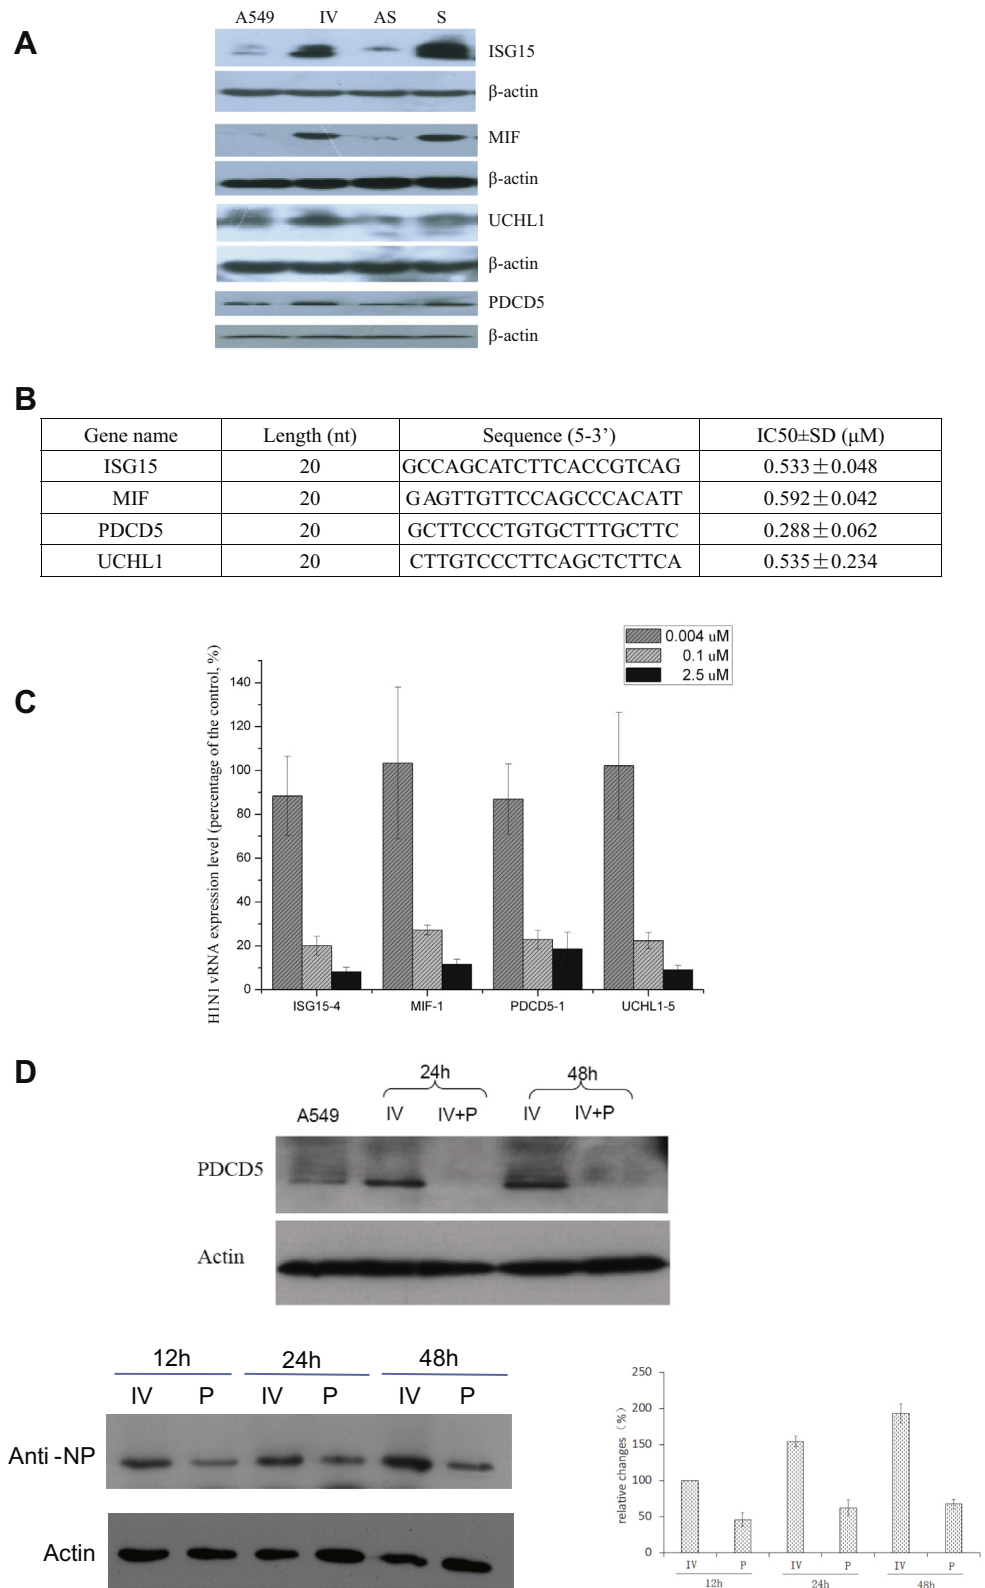 A
A549 IV AS S
ISG15
β-actin
MIF
β-actin
UCHL1
β-actin
PDCD5
β-actin
B
Gene name Length (nt) Sequence (5-3’) IC50±SD (μM)
ISG15 20 GCCAGCATCTTCACCGTCAG 0.533±0.048
MIF 20 GAGTTGTTCCAGCCCACATT 0.592±0.042
PDCD5 20 GCTTCCCTGTGCTTTGCTTC 0.288±0.062
UCHL1 20 CTTGTCCCTTCAGCTCTTCA 0.535±0.234
C
H1N1 vRNA expression level (percentage of the control, %)
0.004 uM
0.1 uM
2.5 uM
140
120
100
80
60
40
20
0
ISG15-4 MIF-1 PDCD5-1 UCHL1-5
D
24h 48h
A549 IV IV+P IV IV+P
PDCD5
Actin
12h 24h 48h
IV P IV P IV P
Anti -NP
Actin
relative changes (%)
250
200
150
100
50
0
IV P IV P IV P
12h 24h 48h